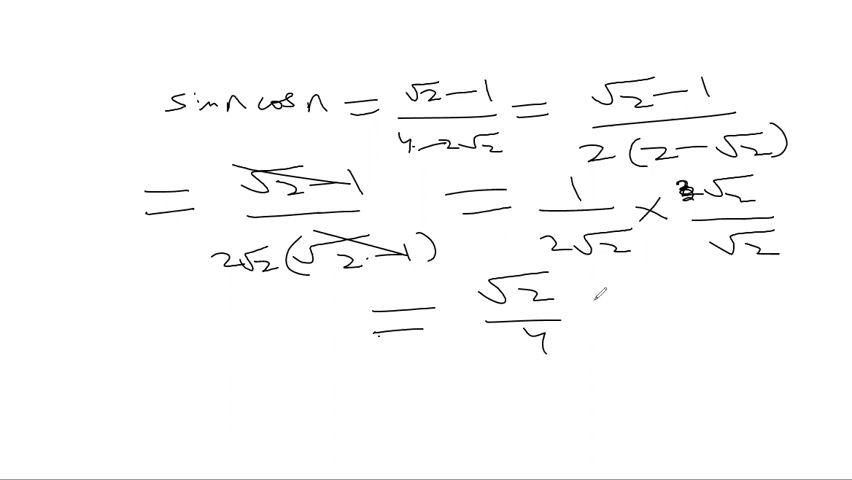 sin x cos x = (√2 − 1)/(4 − 2√2) = (√2 − 1)/(2(2 − √2))
= (√2 − 1)/(2√2(√2 − 1)) = 1/(2√2) × √2/√2
= √2/4